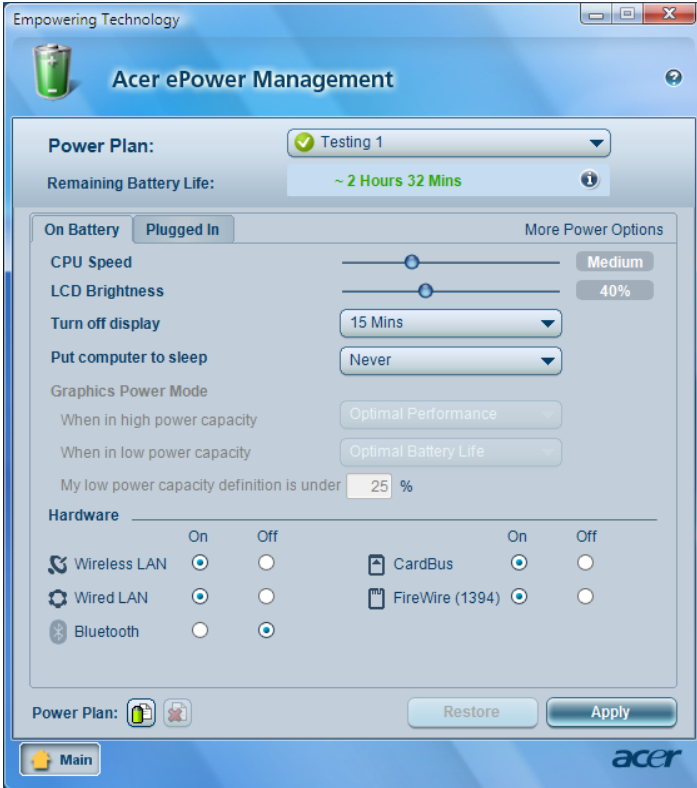 Empowering Technology
Acer ePower Management
Power Plan: Testing 1
Remaining Battery Life: ~ 2 Hours 32 Mins
On Battery Plugged In More Power Options
CPU Speed Medium
LCD Brightness 40%
Turn off display 15 Mins
Put computer to sleep Never
Graphics Power Mode
When in high power capacity Optimal Performance
When in low power capacity Optimal Battery Life
My low power capacity definition is under 25 %
Hardware
On Off On Off
Wireless LAN CardBus
Wired LAN FireWire (1394)
Bluetooth
Power Plan: Restore Apply
Main acer